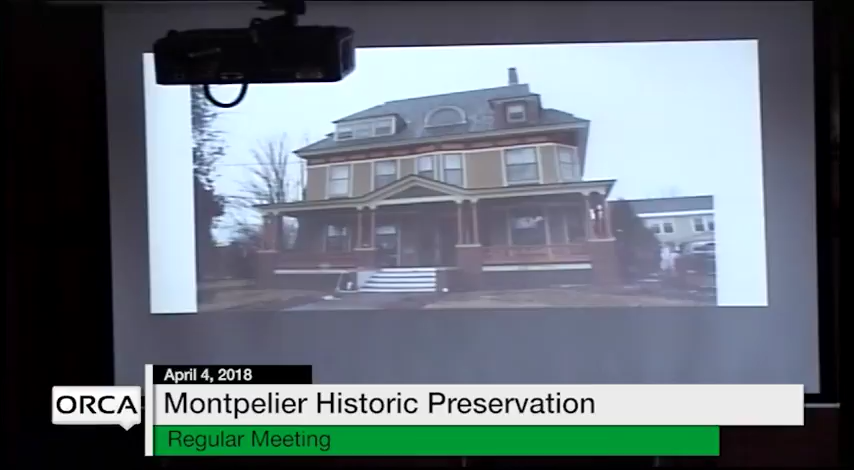 April 4, 2018
ORCA
Montpelier Historic Preservation
Regular Meeting